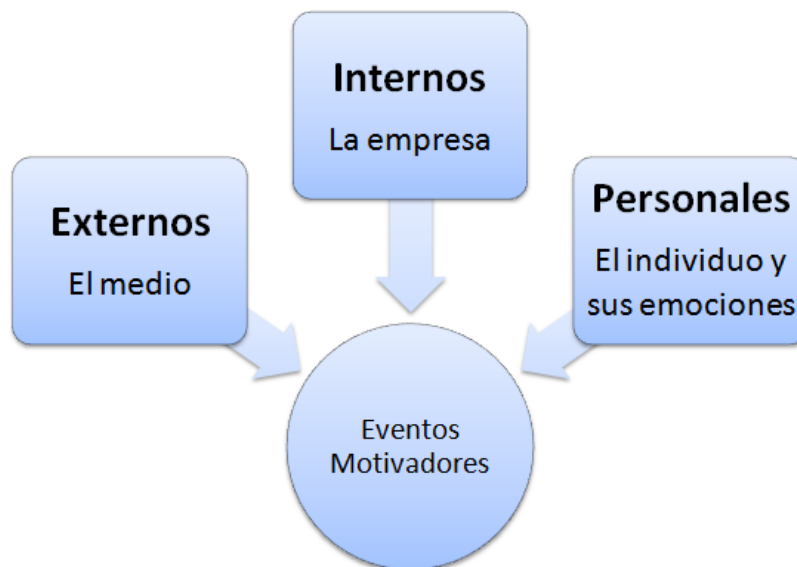 Internos
La empresa
Externos
El medio
Personales
El individuo y
sus emociones
Eventos
Motivadores